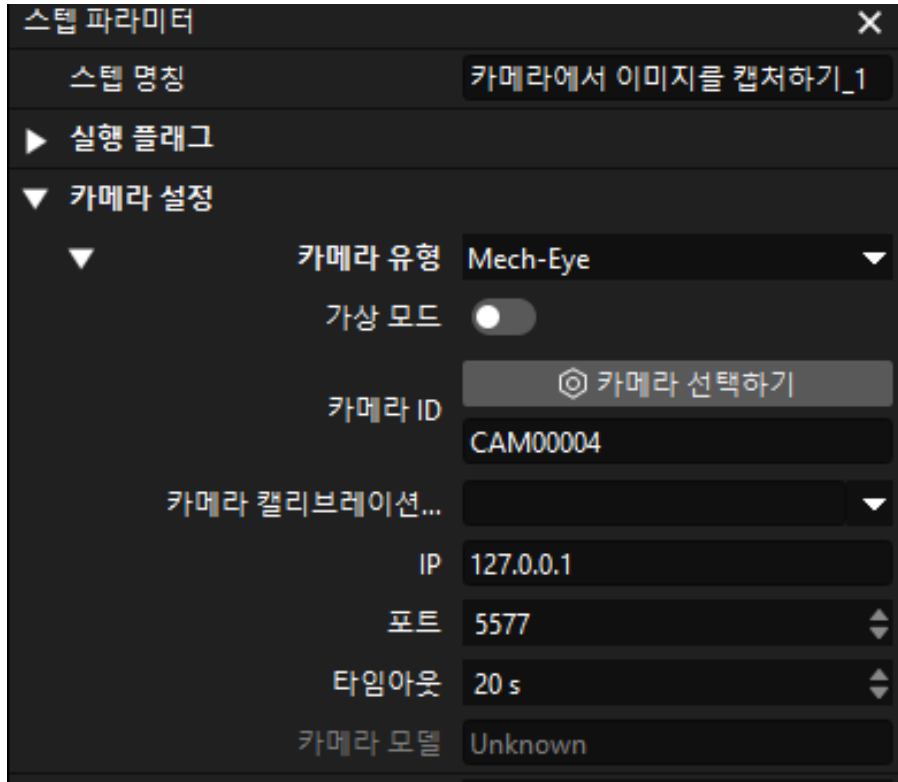 스텝 파라미터
스텝 명칭 카메라에서 이미지를 캡처하기_1
실행 플래그
카메라 설정
카메라 유형 Mech-Eye
가상 모드
카메라 선택하기
카메라 ID
CAM00004
카메라 캘리브레이션...
IP 127.0.0.1
포트 5577
타임아웃 20 s
카메라 모델 Unknown